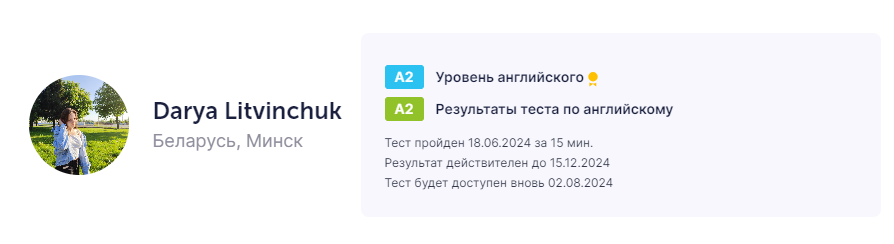 Darya Litvinchuk
Беларусь, Минск
A2 Уровень английского
A2 Результаты теста по английскому
Тест пройден 18.06.2024 за 15 мин.
Результат действителен до 15.12.2024
Тест будет доступен вновь 02.08.2024